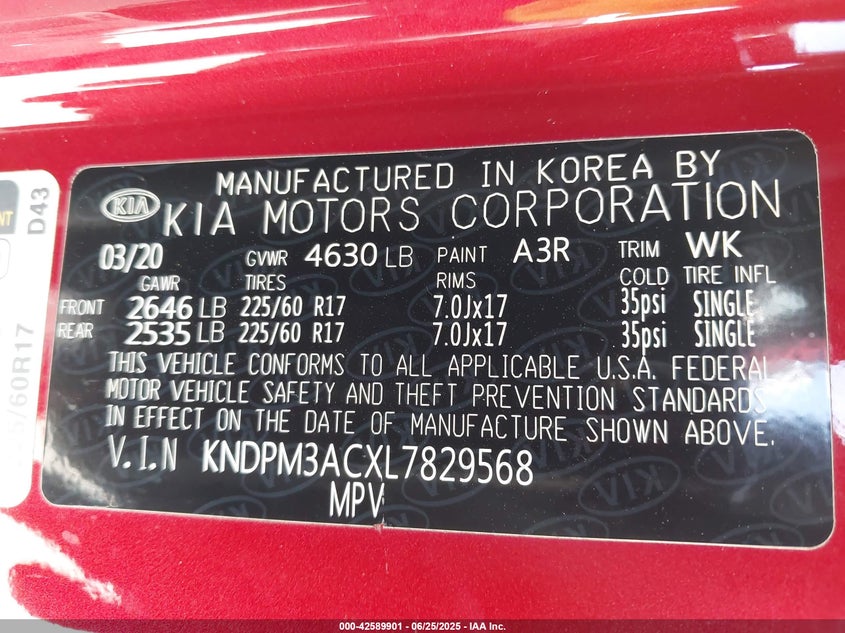 MANUFACTURED IN KOREA BY
KIA KIA MOTORS CORPORATION
03/20 GVWR 4630 LB PAINT A3R TRIM WK
GAWR TIRES RIMS COLD TIRE INFL
FRONT 2646 LB 225/60 R17 7.0Jx17 35psi SINGLE
REAR 2535 LB 225/60 R17 7.0Jx17 35psi SINGLE
THIS VEHICLE CONFORMS TO ALL APPLICABLE U.S.A. FEDERAL
MOTOR VEHICLE SAFETY AND THEFT PREVENTION STANDARDS
IN EFFECT ON THE DATE OF MANUFACTURE SHOWN ABOVE.
V.I.N KNDPM3ACXL7829568
MPV
D43
/60R17
000-42589901 - 06/25/2025 - IAA Inc.